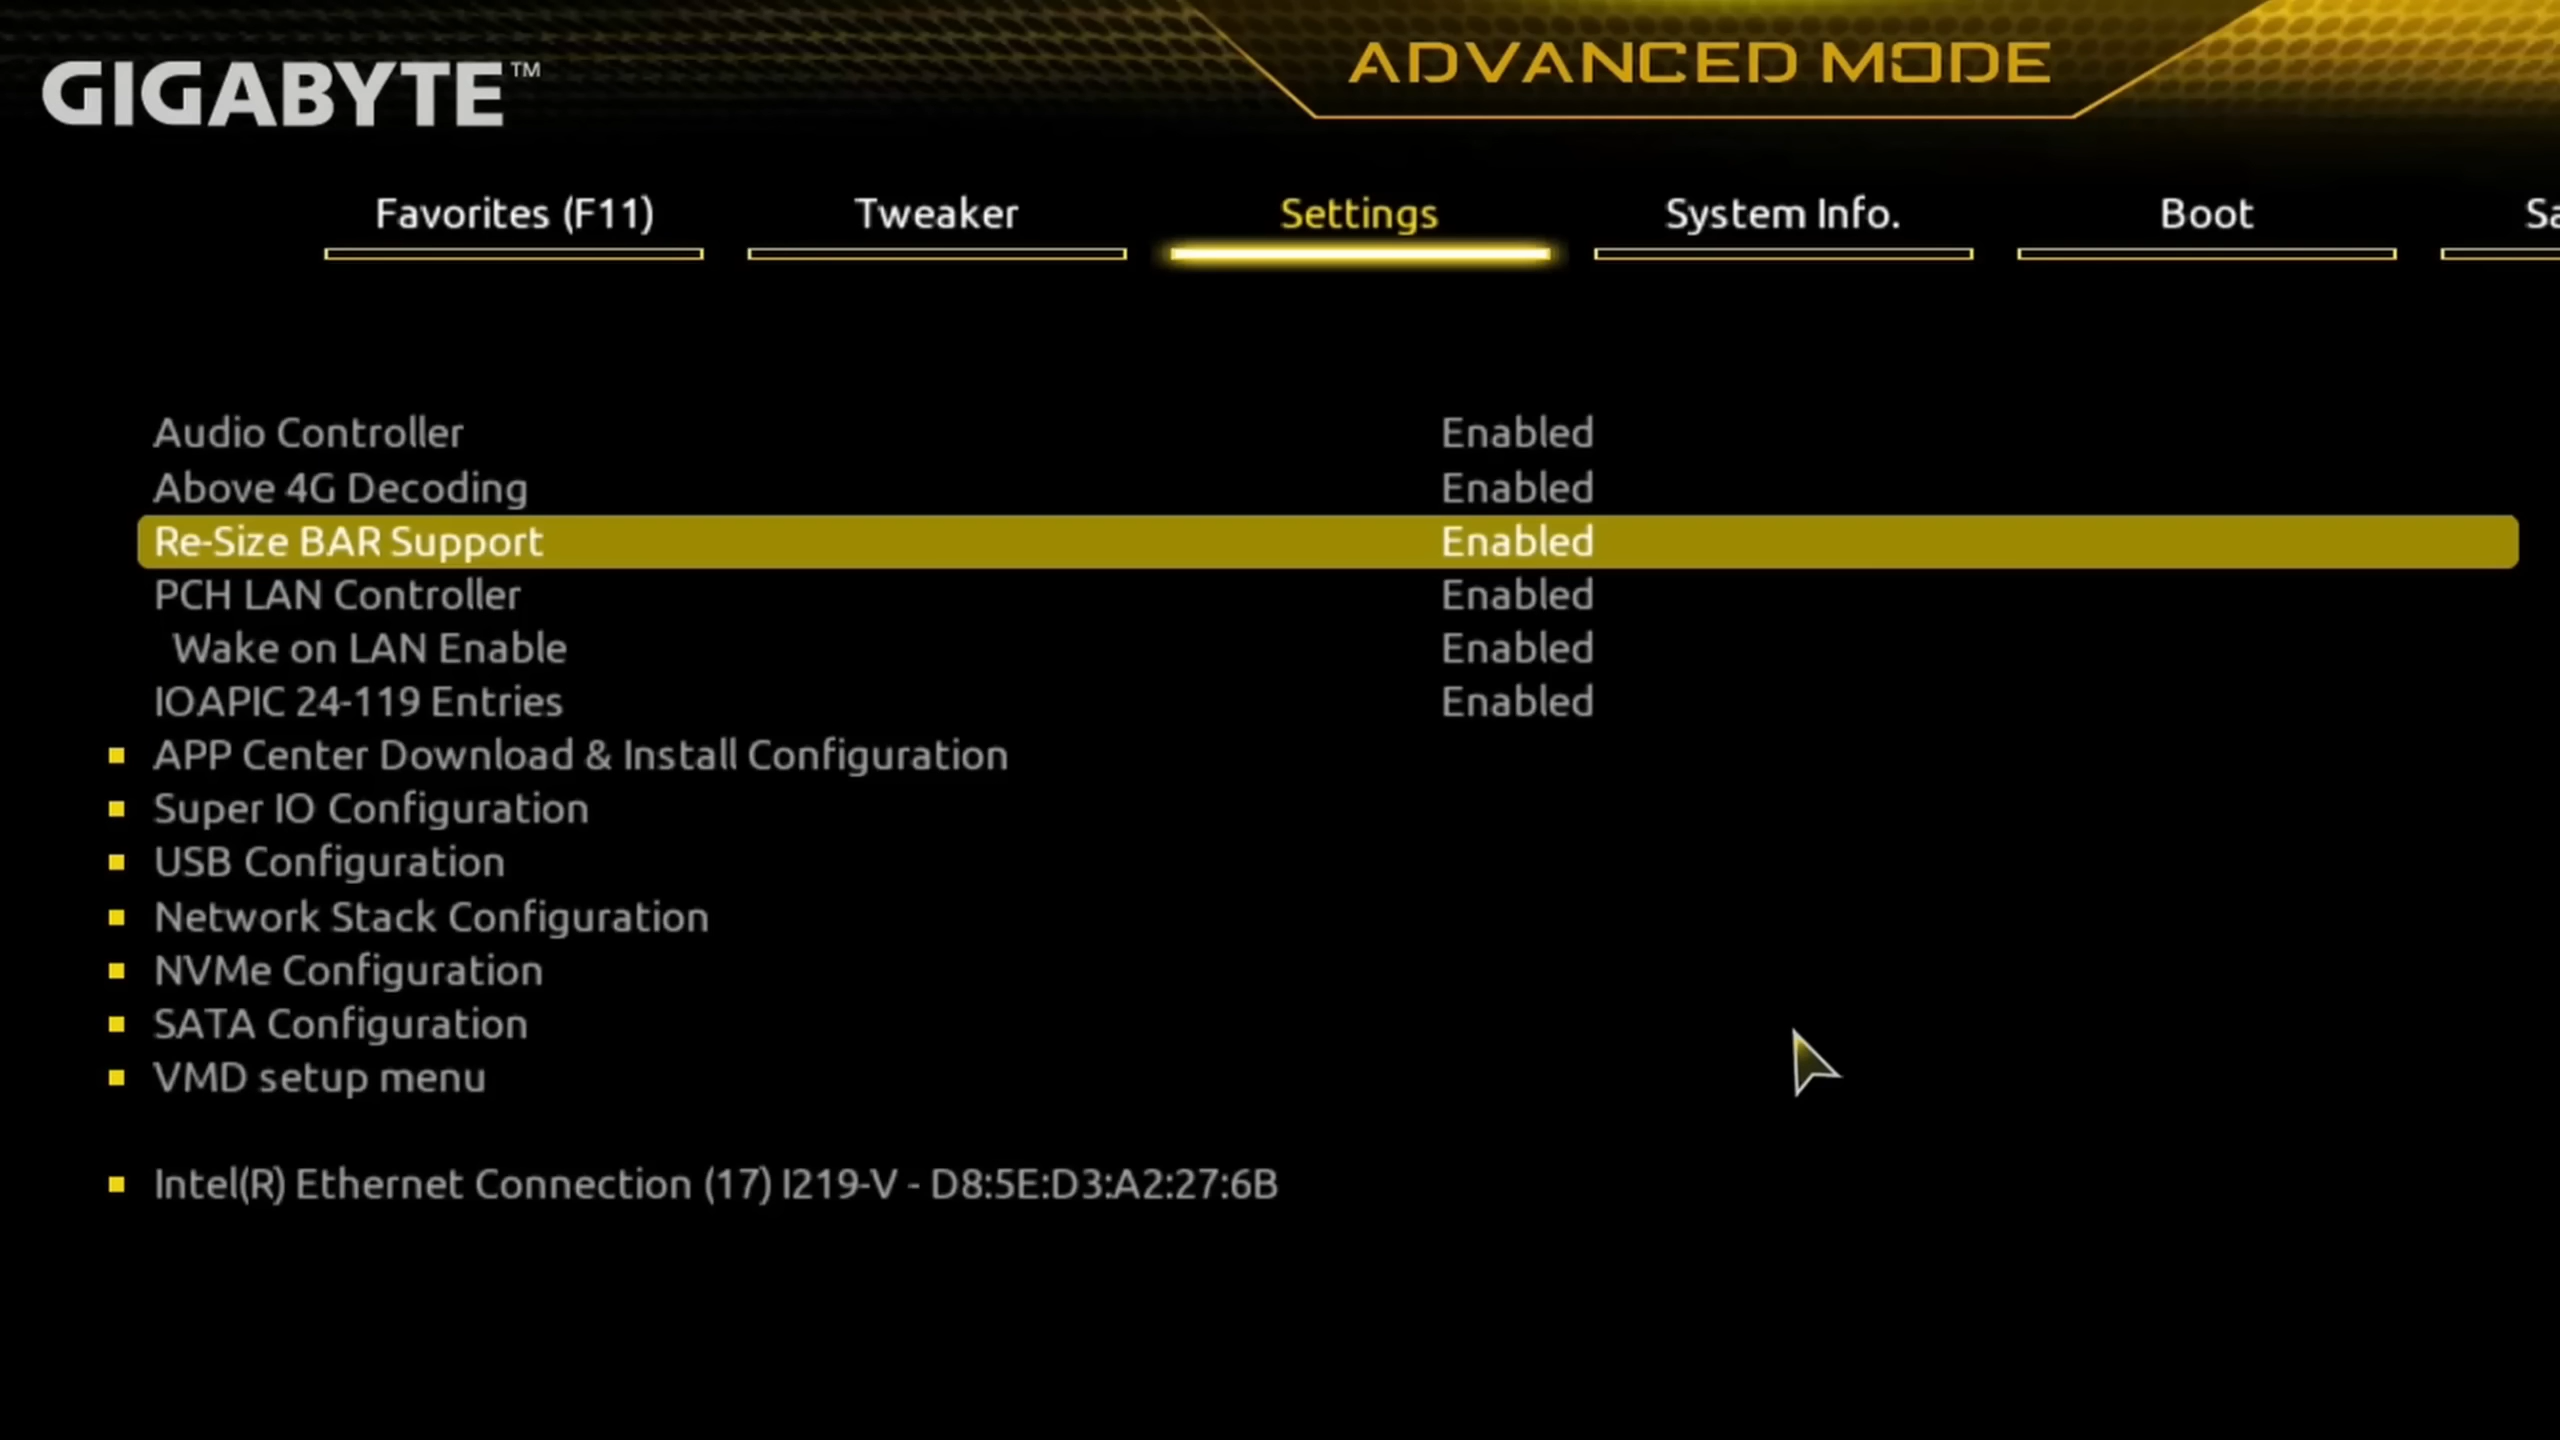 GIGABYTE™
ADVANCED MODE
Favorites (F11) Tweaker Settings System Info. Boot
Audio Controller Enabled
Above 4G Decoding Enabled
Re-Size BAR Support Enabled
PCH LAN Controller Enabled
Wake on LAN Enable Enabled
IOAPIC 24-119 Entries Enabled
APP Center Download & Install Configuration
Super IO Configuration
USB Configuration
Network Stack Configuration
NVMe Configuration
SATA Configuration
VMD setup menu
Intel(R) Ethernet Connection (17) I219-V - D8:5E:D3:A2:27:6B